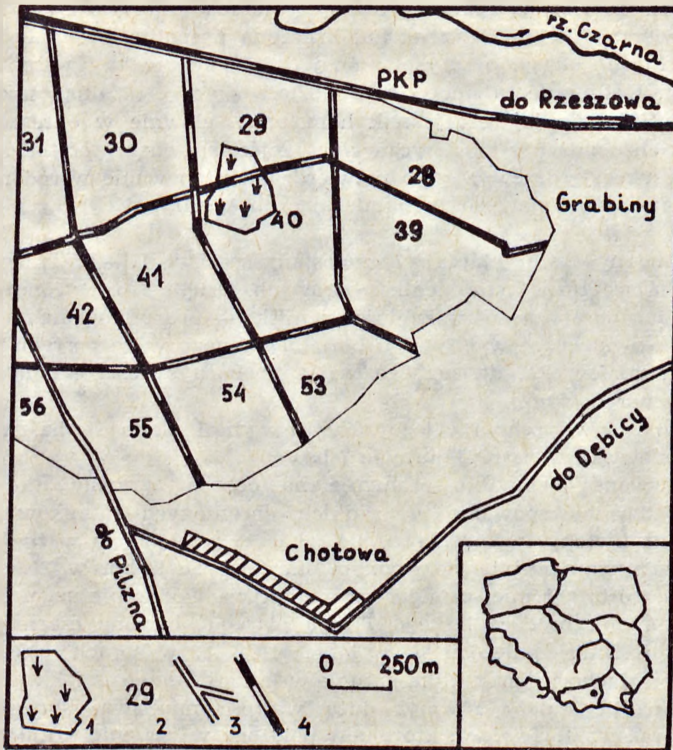 rz. Czarna
PKP
do Rzeszowa
31
30
29
28
Grabiny
40
39
41
42
54
53
56
55
do Dębicy
Chotowa
do Pilzna
0 250m
29
1 2 3 4